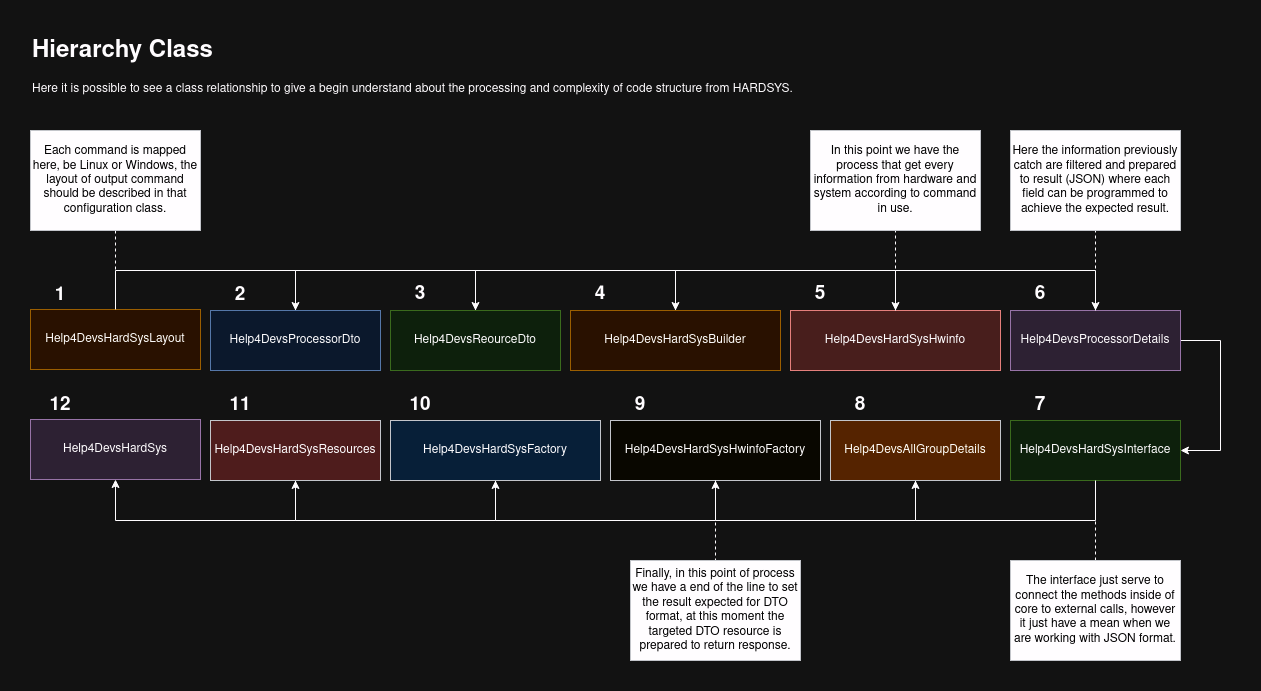 Hierarchy Class
Here it is possible to see a class relationship to give a begin understand about the processing and complexity of code structure from HARDSYS.
Each command is mapped
here, be Linux or Windows, the
layout of output command
should be described in that
configuration class.
In this point we have the
process that get every
information from hardware and
system according to command
in use.
Here the information previously
catch are filtered and prepared
to result (JSON) where each
field can be programmed to
achieve the expected result.
1
2
3
4
5
6
Help4DevsHardSysLayout
Help4DevsProcessorDto
Help4DevsReourceDto
Help4DevsHardSysBuilder
Help4DevsHardSysHwinfo
Help4DevsProcessorDetails
12
11
10
9
8
7
Help4DevsHardSys
Help4DevsHardSysResources
Help4DevsHardSysFactory
Help4DevsHardSysHwinfoFactory
Help4DevsAllGroupDetails
Help4DevsHardSysInterface
Finally, in this point of process
we have a end of the line to set
the result expected for DTO
format, at this moment the
targeted DTO resource is
prepared to return response.
The interface just serve to
connect the methods inside of
core to external calls, however
it just have a mean when we
are working with JSON format.